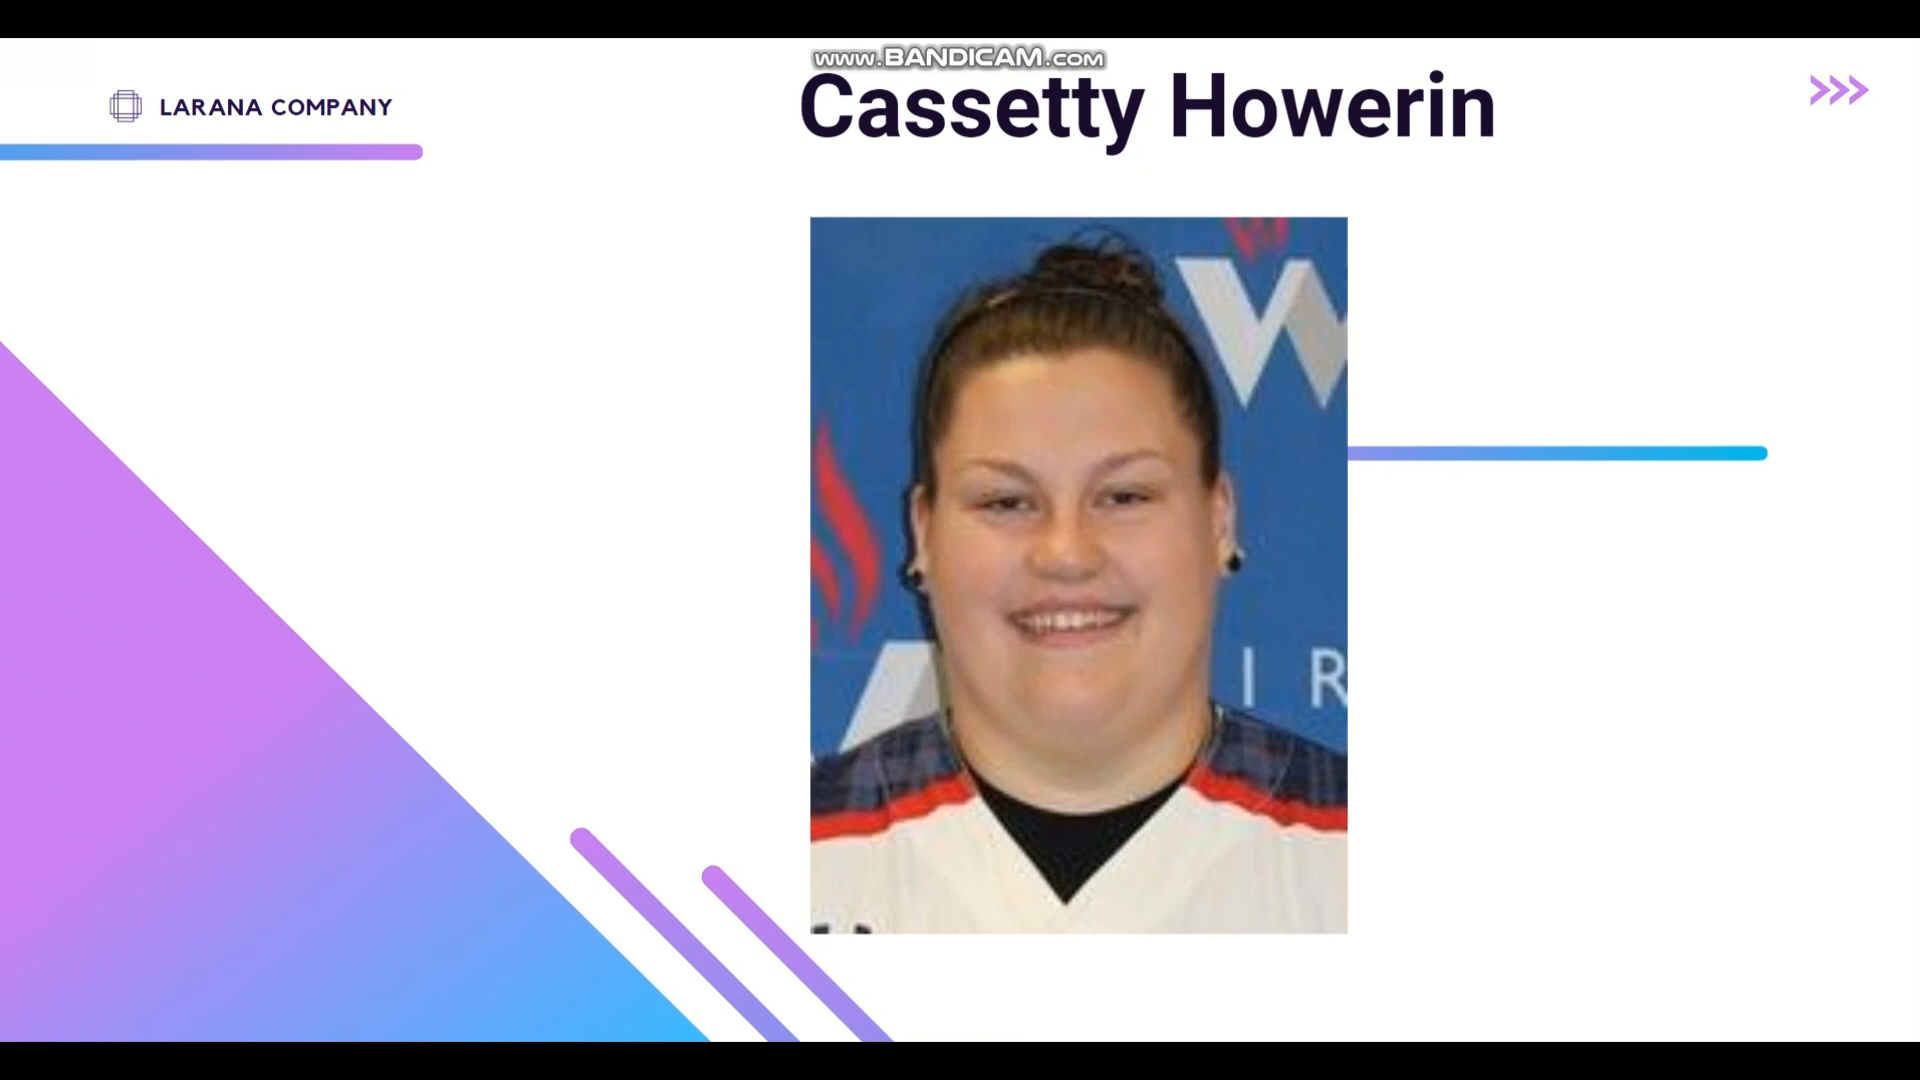 www.BANDICAM.com
LARANA COMPANY
Cassetty Howerin
W
I R